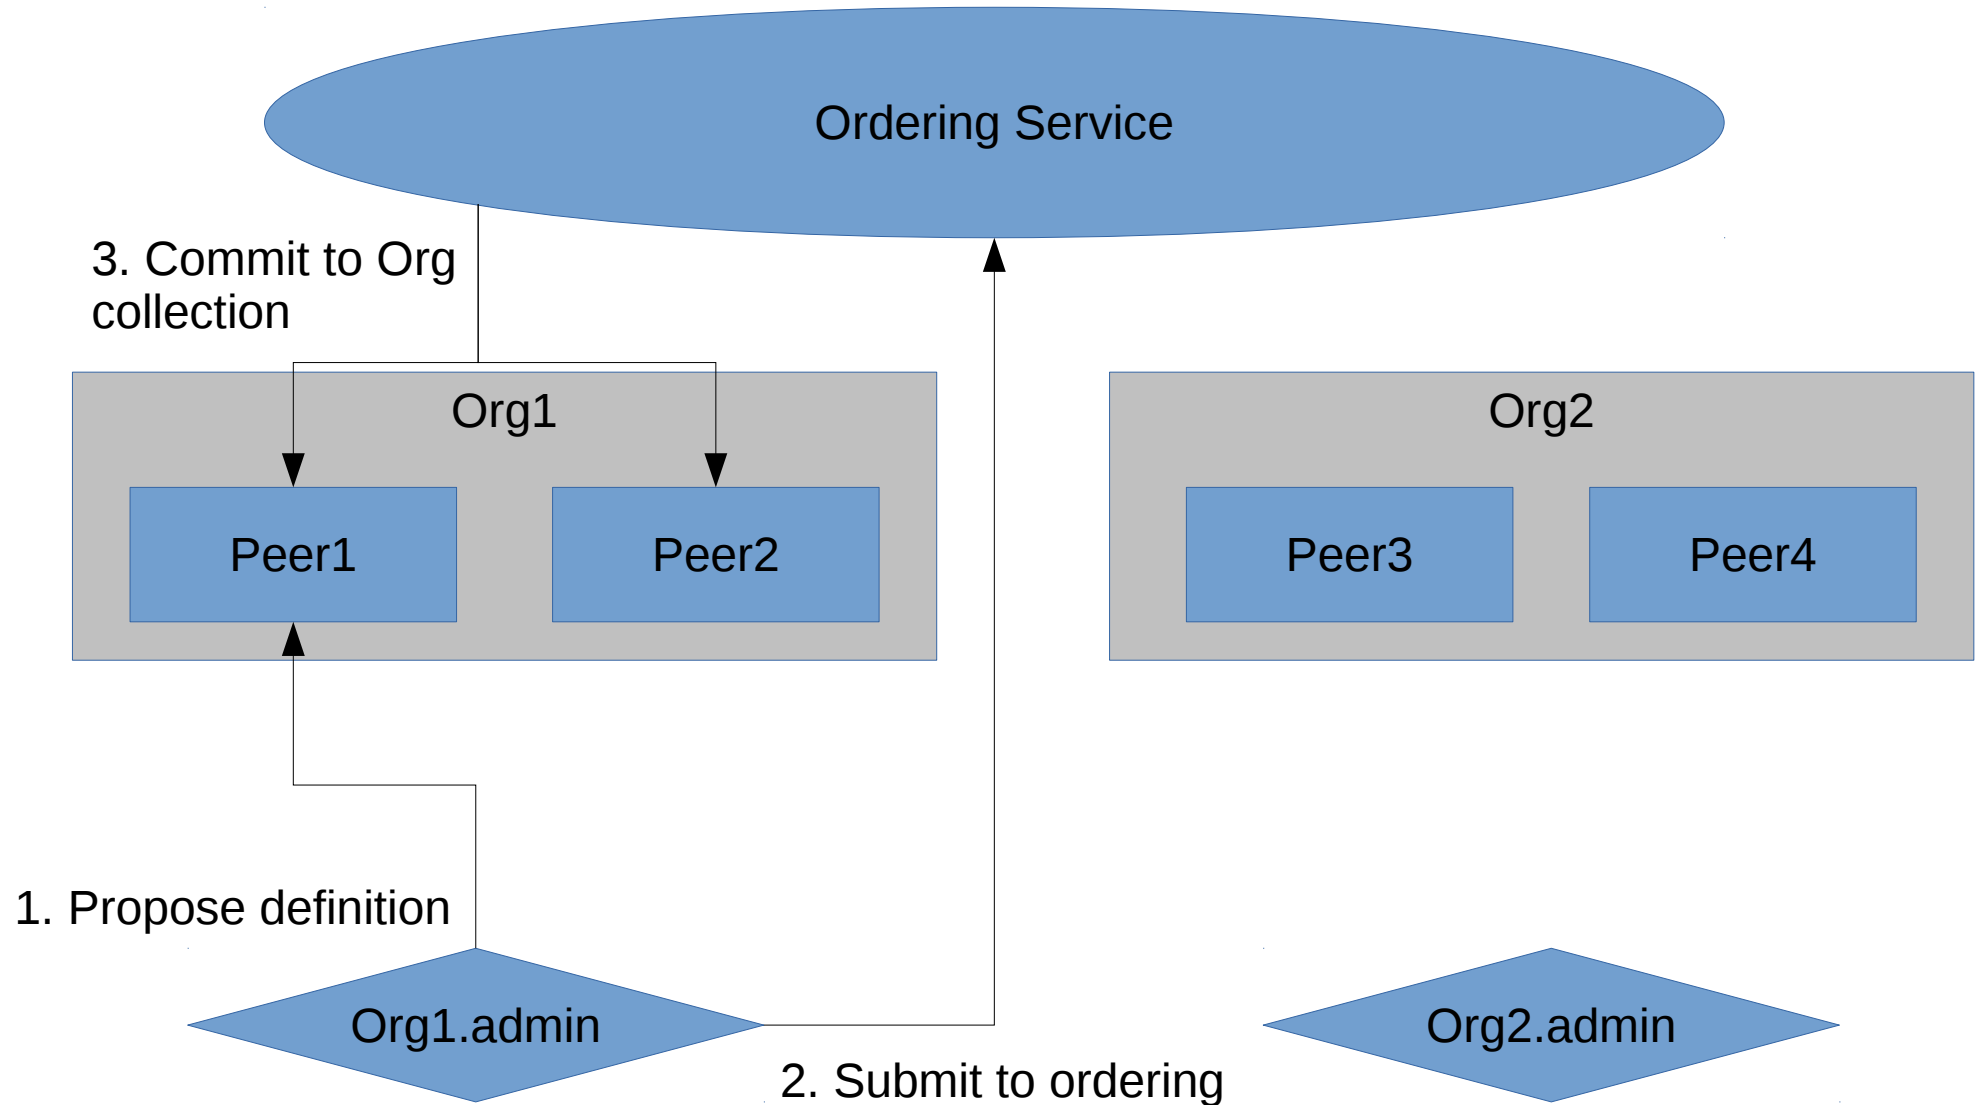 Ordering Service
3. Commit to Org
collection
Org1
Org2
Peer1
Peer2
Peer3
Peer4
1. Propose definition
Org1.admin
Org2.admin
2. Submit to ordering